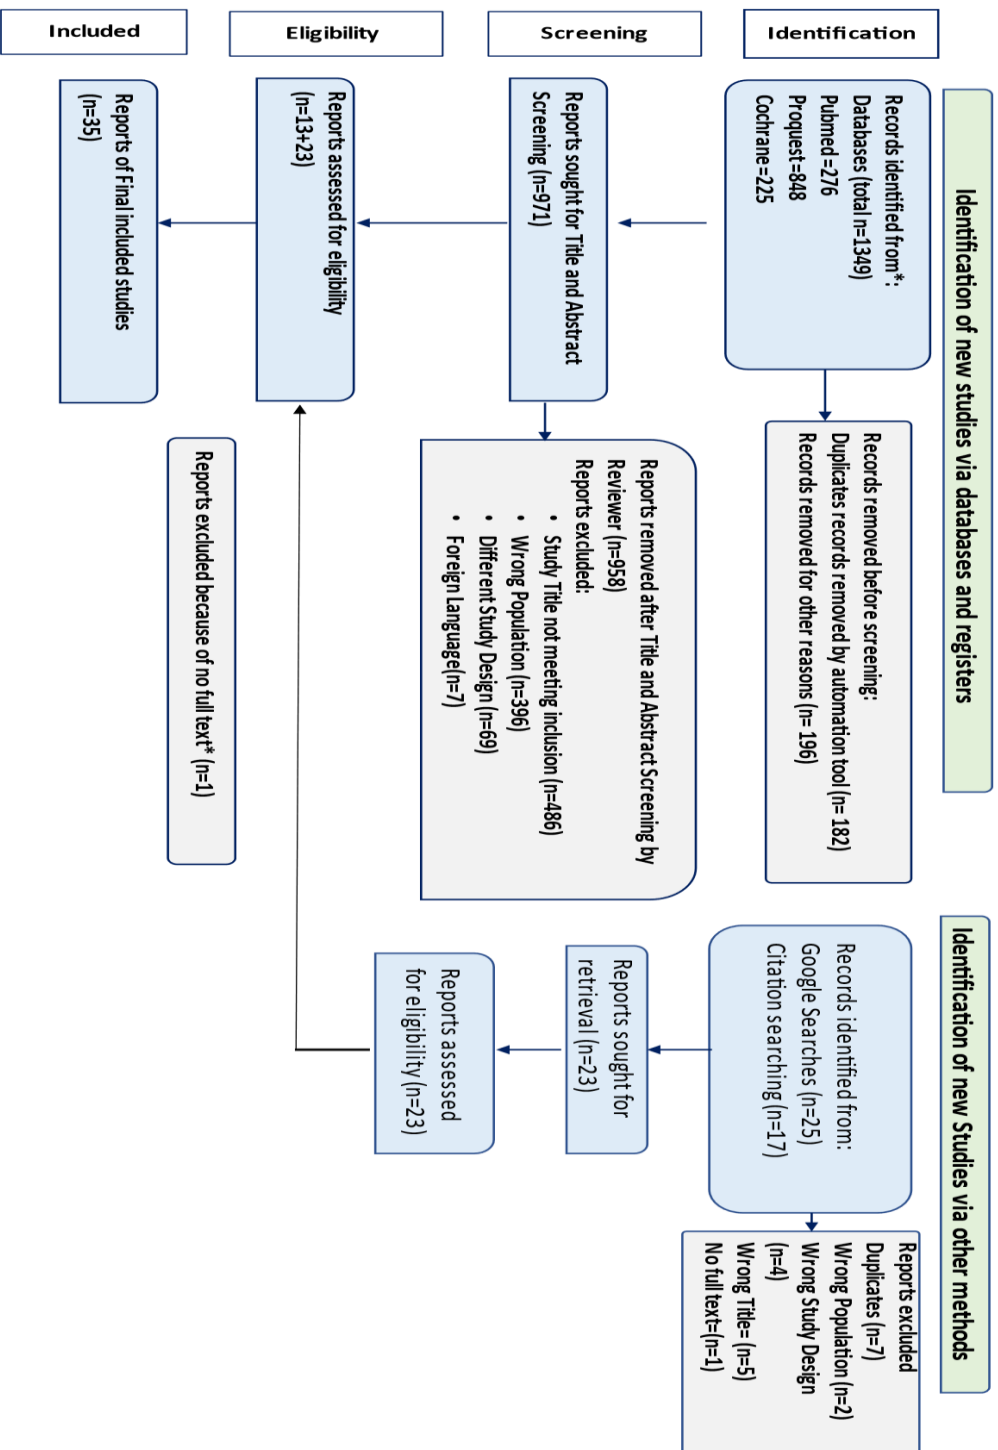 Identification of new studies via databases and registers
Identification of new Studies via other methods
Identification
Records identified from*:
Databases (total n=1349)
Pubmed =276
Proquest=848
Cochrane =225
Records removed before screening:
Duplicates records removed by automation tool (n= 182)
Records removed for other reasons (n= 196)
Records identified from:
Google Searches (n=25)
Citation searching (n=17)
Reports excluded
Duplicates (n=7)
Wrong Population (n=2)
Wrong Study Design
(n=4)
Wrong Title= (n=5)
No full text=(n=1)
Screening
Reports sought for Title and Abstract
Screening (n=971)
Reports removed after Title and Abstract Screening by
Reviewer (n=958)
Reports excluded:
• Study Title not meeting inclusion (n=486)
• Wrong Population (n=396)
• Different Study Design (n=69)
• Foreign Language(n=7)
Reports sought for
retrieval (n=23)
Eligibility
Reports assessed for eligibility
(n=13+23)
Reports assessed
for eligibility (n=23)
Reports excluded because of no full text* (n=1)
Included
Reports of Final included studies
(n=35)